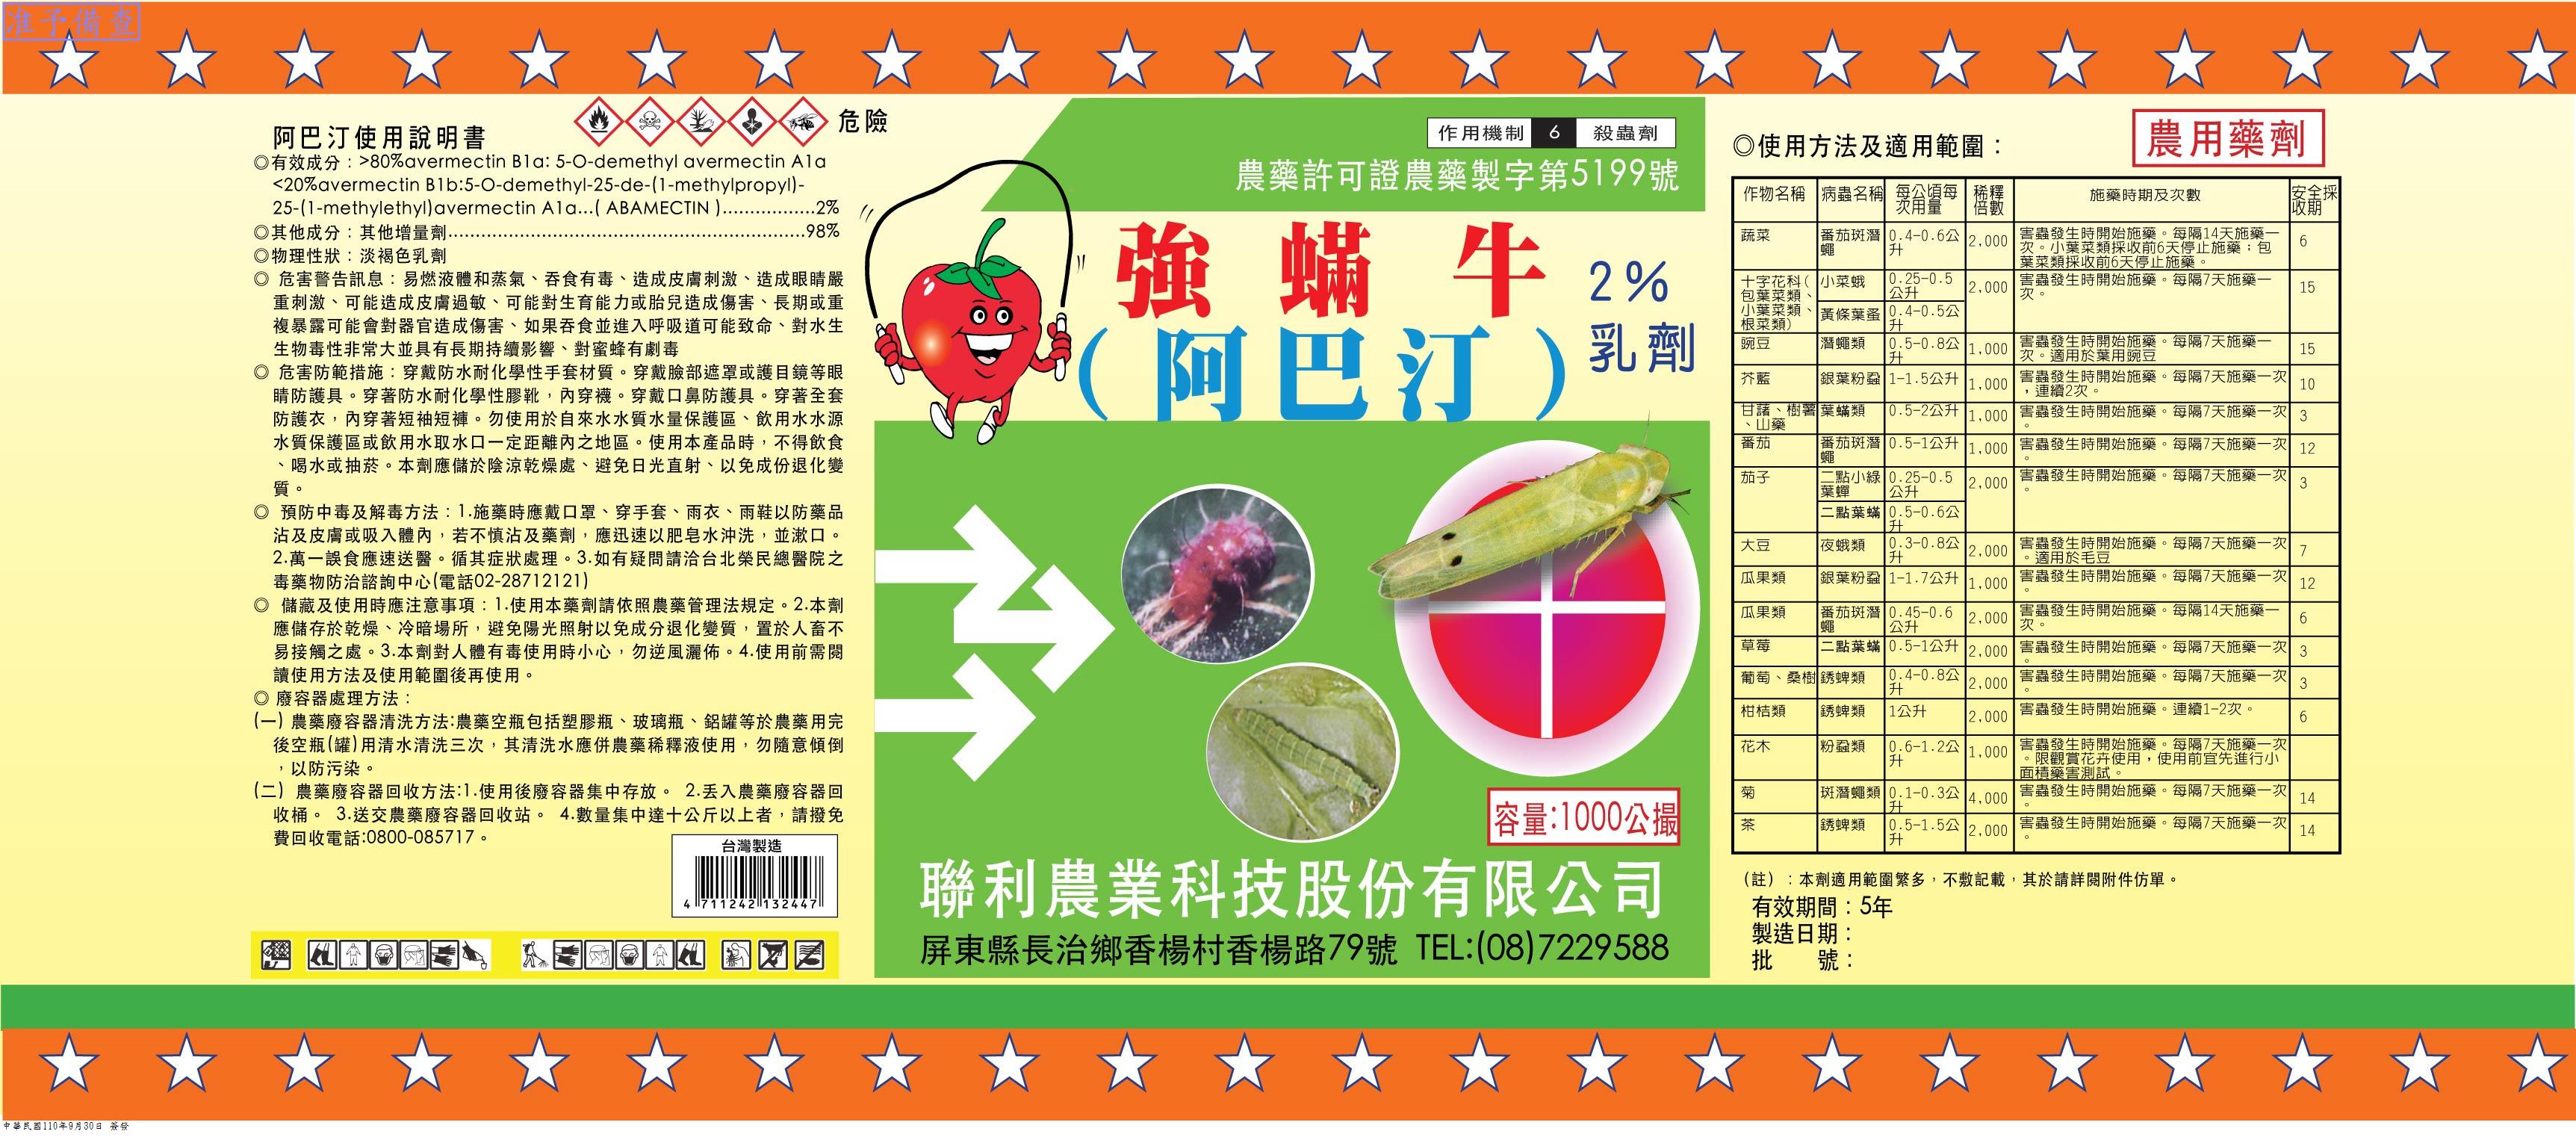 准予備查
阿巴汀使用說明書
危險
◎有效成分：>80%avermectin B1a: 5-O-demethyl avermectin A1a
<20%avermectin B1b:5-O-demethyl-25-de-(1-methylpropyl)-
25-(1-methylethyl)avermectin A1a...( ABAMECTIN ).................2%
◎其他成分：其他增量劑.................................................................98%
◎物理性狀：淡褐色乳劑
◎ 危害警告訊息：易燃液體和蒸氣、吞食有毒、造成皮膚刺激、造成眼睛嚴
重刺激、可能造成皮膚過敏、可能對生育能力或胎兒造成傷害、長期或重
複暴露可能會對器官造成傷害、如果吞食並進入呼吸道可能致命、對水生
生物毒性非常大並具有長期持續影響、對蜜蜂有劇毒
◎ 危害防範措施：穿戴防水耐化學性手套材質。穿戴臉部遮罩或護目鏡等眼
睛防護具。穿著防水耐化學性膠靴，內穿襪。穿戴口鼻防護具。穿著全套
防護衣，內穿著短袖短褲。勿使用於自來水水質水量保護區、飲用水水源
水質保護區或飲用水取水口一定距離內之地區。使用本產品時，不得飲食
、喝水或抽菸。本劑應儲於陰涼乾燥處、避免日光直射、以免成份退化變
質。
◎ 預防中毒及解毒方法：1.施藥時應戴口罩、穿手套、雨衣、雨鞋以防藥品
沾及皮膚或吸入體內，若不慎沾及藥劑，應迅速以肥皂水沖洗，並漱口。
2.萬一誤食應速送醫。循其症狀處理。3.如有疑問請洽台北榮民總醫院之
毒藥物防治諮詢中心(電話02-28712121)
◎ 儲藏及使用時應注意事項：1.使用本藥劑請依照農藥管理法規定。2.本劑
應儲存於乾燥、冷暗場所，避免陽光照射以免成分退化變質，置於人畜不
易接觸之處。3.本劑對人體有毒使用時小心，勿逆風灑佈。4.使用前需閱
讀使用方法及使用範圍後再使用。
◎ 廢容器處理方法：
(一) 農藥廢容器清洗方法:農藥空瓶包括塑膠瓶、玻璃瓶、鋁罐等於農藥用完
後空瓶(罐)用清水清洗三次，其清洗水應併農藥稀釋液使用，勿隨意傾倒
，以防污染。
(二) 農藥廢容器回收方法:1.使用後廢容器集中存放。 2.丟入農藥廢容器回
收桶。 3.送交農藥廢容器回收站。 4.數量集中達十公斤以上者，請撥免
費回收電話:0800-085717。
台灣製造
4 711242 132447
作用機制 6 殺蟲劑
農藥許可證農藥製字第5199號
強蟎牛
(阿巴汀)
2%
乳劑
容量:1000公撮
聯利農業科技股份有限公司
屏東縣長治鄉香楊村香楊路79號 TEL:(08)7229588
◎使用方法及適用範圍：
農用藥劑
作物名稱 病蟲名稱 每公頃每次用量 稀釋倍數 施藥時期及次數 安全採收期
蔬菜 番茄斑潛蠅 0.4-0.6公升 2,000 害蟲發生時開始施藥。每隔14天施藥一次。小葉菜類採收前6天停止施藥；包葉菜類採收前6天停止施藥。 6
十字花科(包葉菜類、小葉菜類、根菜類) 小菜蛾 0.25-0.5公升 2,000 害蟲發生時開始施藥。每隔7天施藥一次。 15
黃條葉蚤 0.4-0.5公升
豌豆 潛蠅類 0.5-0.8公升 1,000 害蟲發生時開始施藥。每隔7天施藥一次。適用於葉用豌豆 15
芥藍 銀葉粉蝨 1-1.5公升 1,000 害蟲發生時開始施藥。每隔7天施藥一次，連續2次。 10
甘藷、樹薯、山藥 葉蟎類 0.5-2公升 1,000 害蟲發生時開始施藥。每隔7天施藥一次。 3
番茄 番茄斑潛蠅 0.5-1公升 1,000 害蟲發生時開始施藥。每隔7天施藥一次。 12
茄子 二點小綠葉蟬 0.25-0.5公升 2,000 害蟲發生時開始施藥。每隔7天施藥一次。 3
二點葉蟎 0.5-0.6公升
大豆 夜蛾類 0.3-0.8公升 2,000 害蟲發生時開始施藥。每隔7天施藥一次。適用於毛豆 7
瓜果類 銀葉粉蝨 1-1.7公升 1,000 害蟲發生時開始施藥。每隔7天施藥一次。 12
瓜果類 番茄斑潛蠅 0.45-0.6公升 2,000 害蟲發生時開始施藥。每隔14天施藥一次。 6
草莓 二點葉蟎 0.5-1公升 2,000 害蟲發生時開始施藥。每隔7天施藥一次。 3
葡萄、桑樹 銹蜱類 0.4-0.8公升 2,000 害蟲發生時開始施藥。每隔7天施藥一次。 3
柑桔類 銹蜱類 1公升 2,000 害蟲發生時開始施藥。連續1-2次。 6
花木 粉蝨類 0.6-1.2公升 1,000 害蟲發生時開始施藥。每隔7天施藥一次。限觀賞花卉使用，使用前宜先進行小面積藥害測試。
菊 斑潛蠅類 0.1-0.3公升 4,000 害蟲發生時開始施藥。每隔7天施藥一次。 14
茶 銹蜱類 0.5-1.5公升 2,000 害蟲發生時開始施藥。每隔7天施藥一次。 14
(註)：本劑適用範圍繁多，不敷記載，其於請詳閱附件仿單。
有效期間：5年
製造日期：
批　　號：
中華民國110年9月30日 簽發